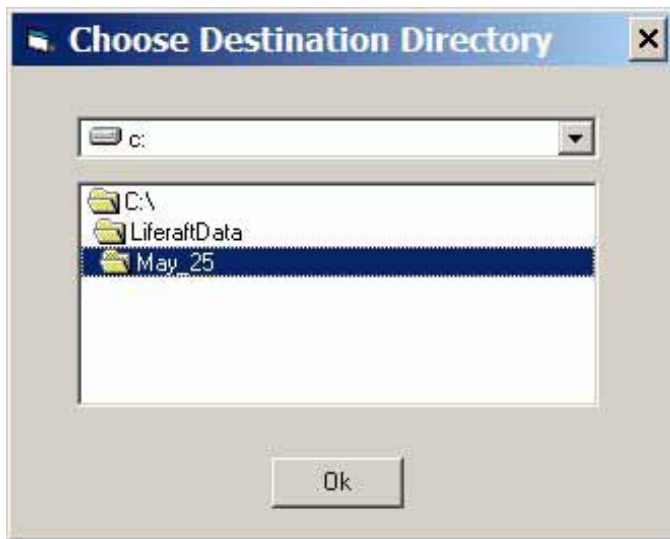 Choose Destination Directory
c:
C:\
LiferaftData
May_25
Ok